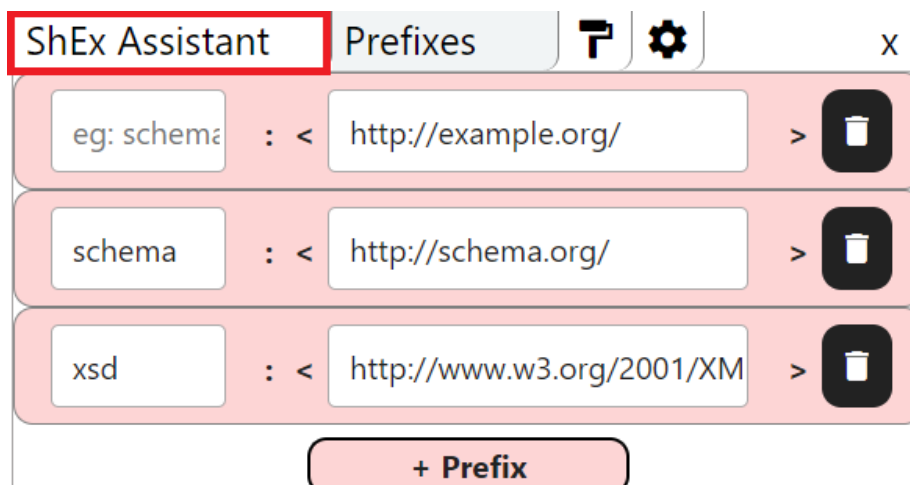 ShEx Assistant Prefixes x
eg: schema : < http://example.org/ >
schema : < http://schema.org/ >
xsd : < http://www.w3.org/2001/XM >
+ Prefix